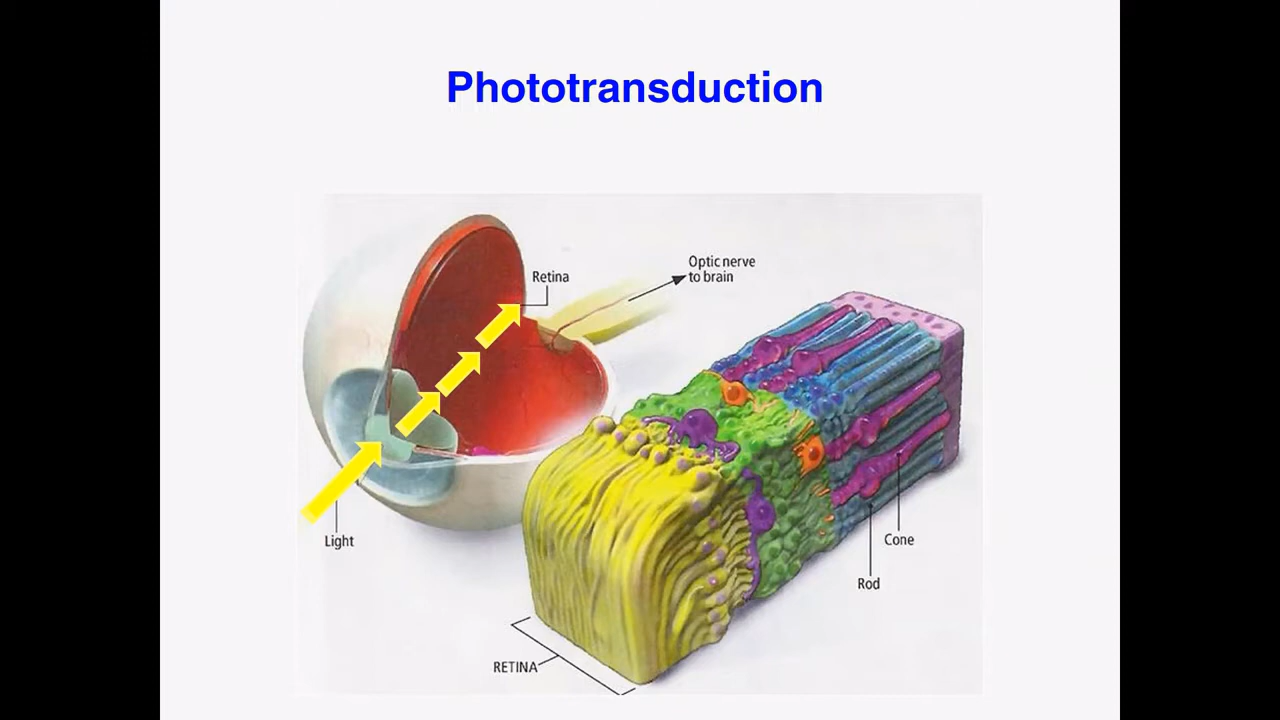 Phototransduction
Retina
Optic nerve
to brain
Light
Cone
Rod
RETINA